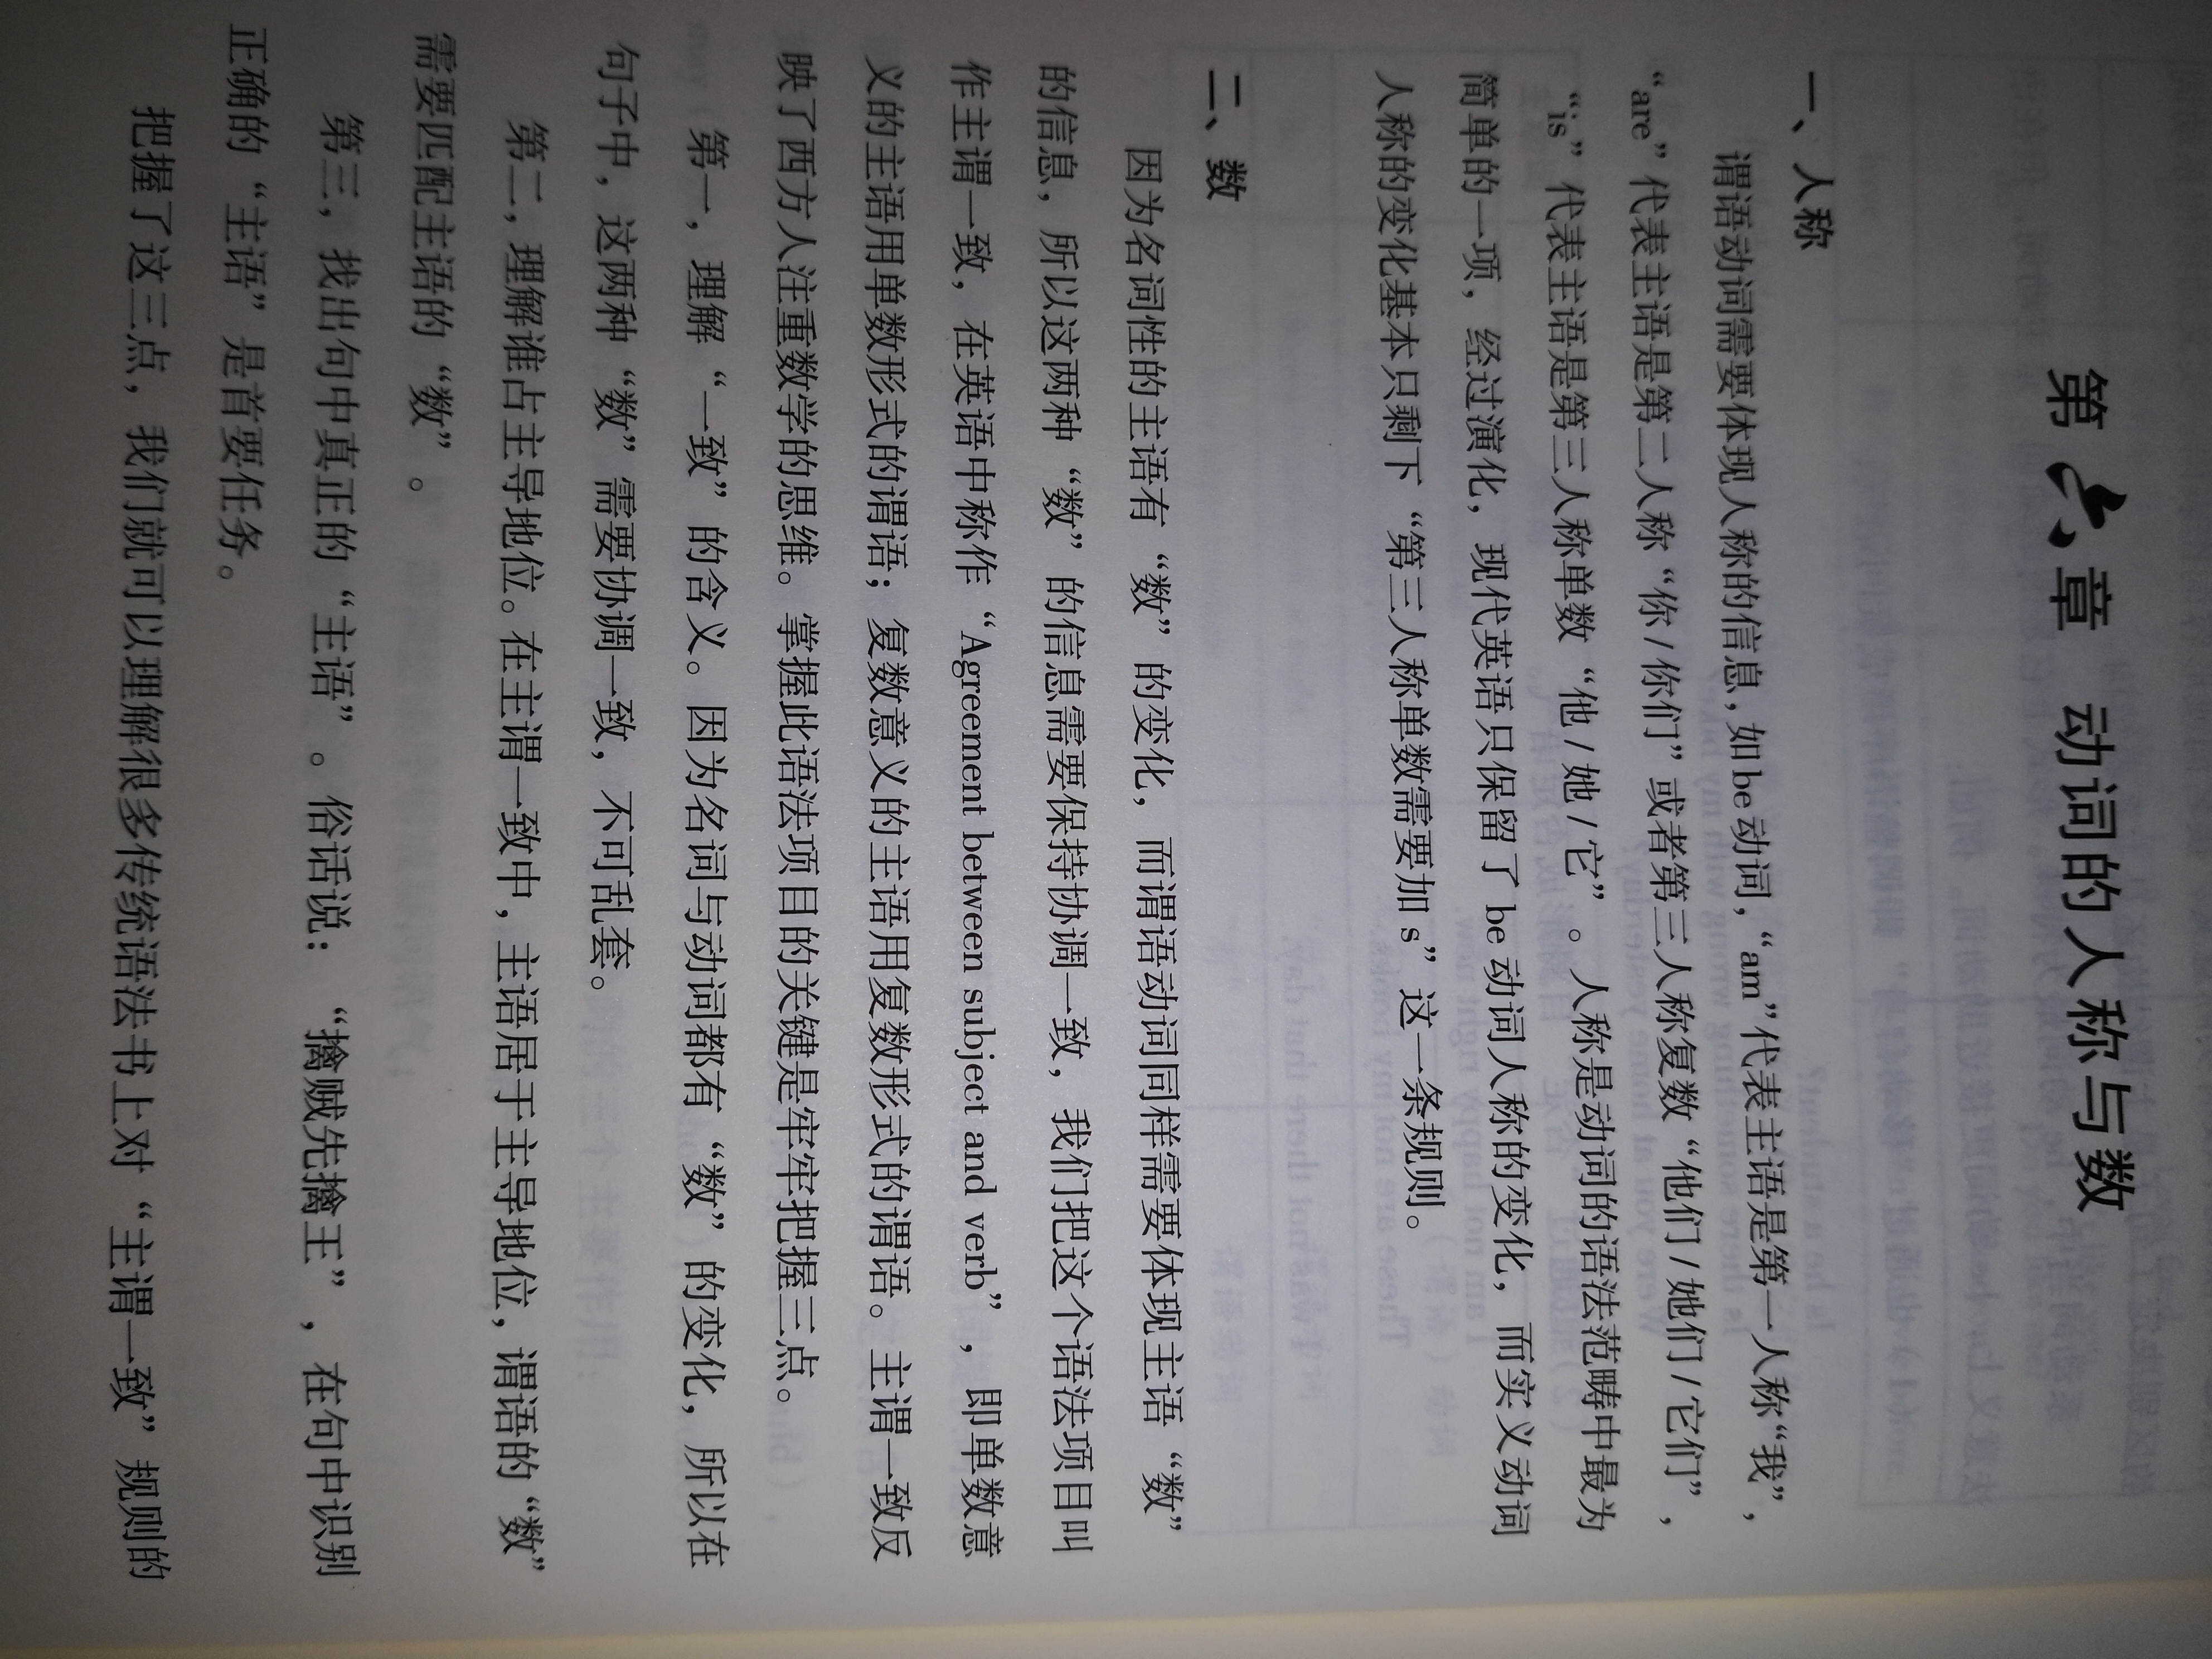 第六章 动词的人称与数
一、人称
谓语动词需要体现人称的信息，如be动词，“am”代表主语是第一人称“我”，
“are”代表主语是第二人称“你/你们”或者第三人称复数“他们/她们/它们”，
“is”代表主语是第三人称单数“他/她/它”。人称是动词的语法范畴中最为
简单的一项，经过演化，现代英语只保留了be动词人称的变化，而实义动词
人称的变化基本只剩下“第三人称单数需要加s”这一条规则。
二、数
因为名词性的主语有“数”的变化，而谓语动词同样需要体现主语“数”
的信息，所以这两种“数”的信息需要保持协调一致，我们把这个语法项目叫
作主谓一致，在英语中称作“Agreement between subject and verb”，即单数意
义的主语用单数形式的谓语；复数意义的主语用复数形式的谓语。主谓一致反
映了西方人注重数学的思维。掌握此语法项目的关键是牢牢把握三点。
第一，理解“一致”的含义。因为名词与动词都有“数”的变化，所以在
句子中，这两种“数”需要协调一致，不可乱套。
第二，理解谁占主导地位。在主谓一致中，主语居于主导地位，谓语的“数”
需要匹配主语的“数”。
第三，找出句中真正的“主语”。俗话说：“擒贼先擒王”，在句中识别
正确的“主语”是首要任务。
把握了这三点，我们就可以理解很多传统语法书上对“主谓一致”规则的